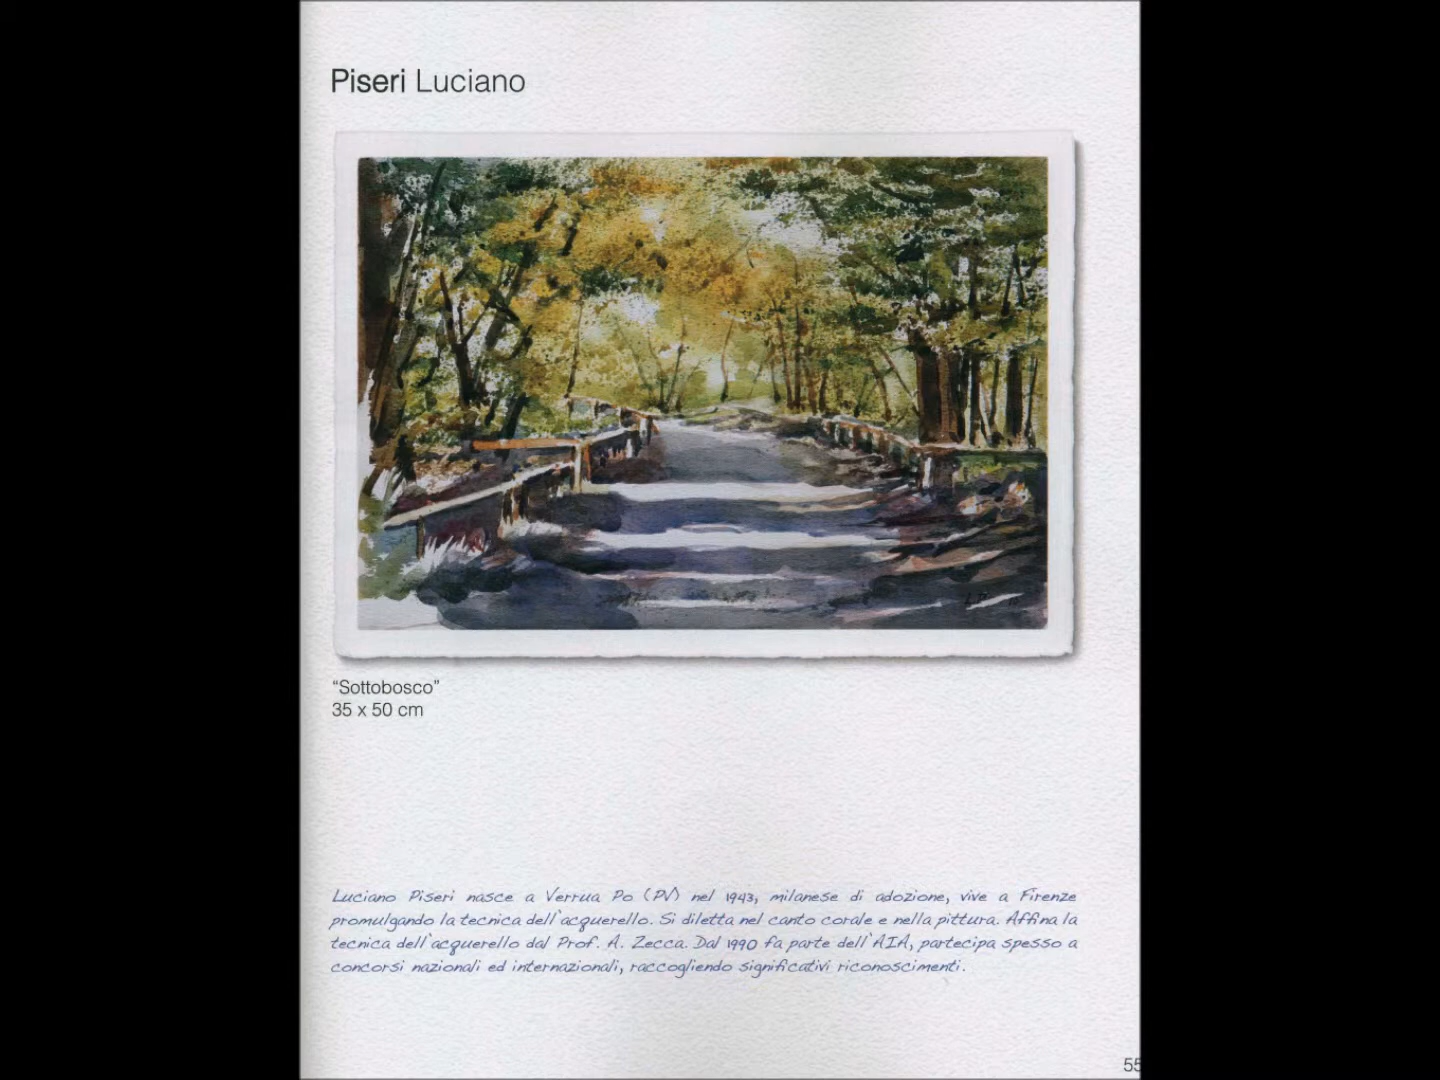 Piseri Luciano
“Sottobosco”
35 x 50 cm
Luciano Piseri nasce a Verrua Po (PV) nel 1943, milanese di adozione, vive a Firenze
promulgando la tecnica dell'acquerello. Si diletta nel canto corale e nella pittura. Affina la
tecnica dell'acquerello dal Prof. A. Zecca. Dal 1990 fa parte dell'AIA, partecipa spesso a
concorsi nazionali ed internazionali, raccogliendo significativi riconoscimenti.
55